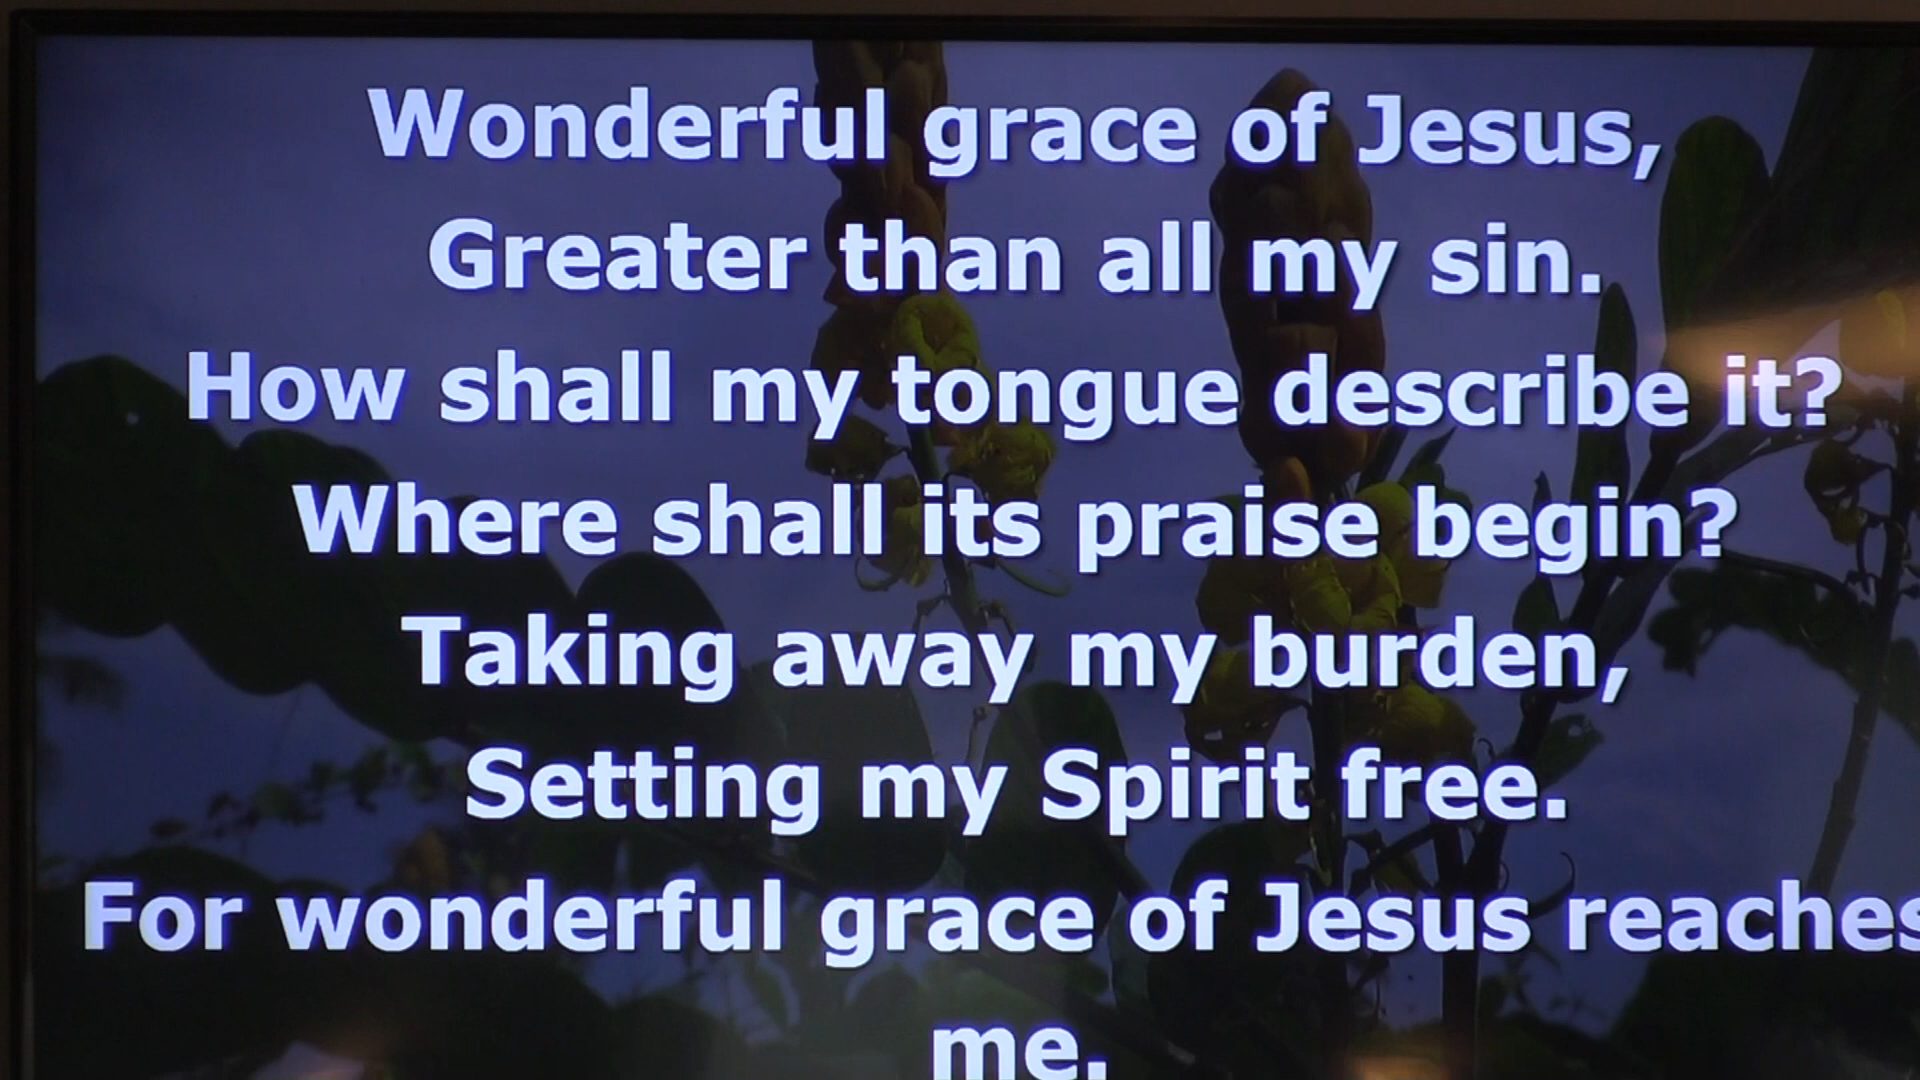 Wonderful grace of Jesus,
Greater than all my sin.
How shall my tongue describe it?
Where shall its praise begin?
Taking away my burden,
Setting my Spirit free.
For wonderful grace of Jesus reaches
me.